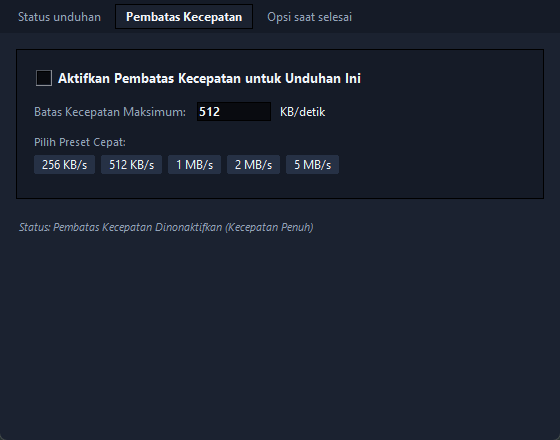 Status unduhan Pembatas Kecepatan Opsi saat selesai
Aktifkan Pembatas Kecepatan untuk Unduhan Ini
Batas Kecepatan Maksimum: 512 KB/detik
Pilih Preset Cepat:
256 KB/s 512 KB/s 1 MB/s 2 MB/s 5 MB/s
Status: Pembatas Kecepatan Dinonaktifkan (Kecepatan Penuh)